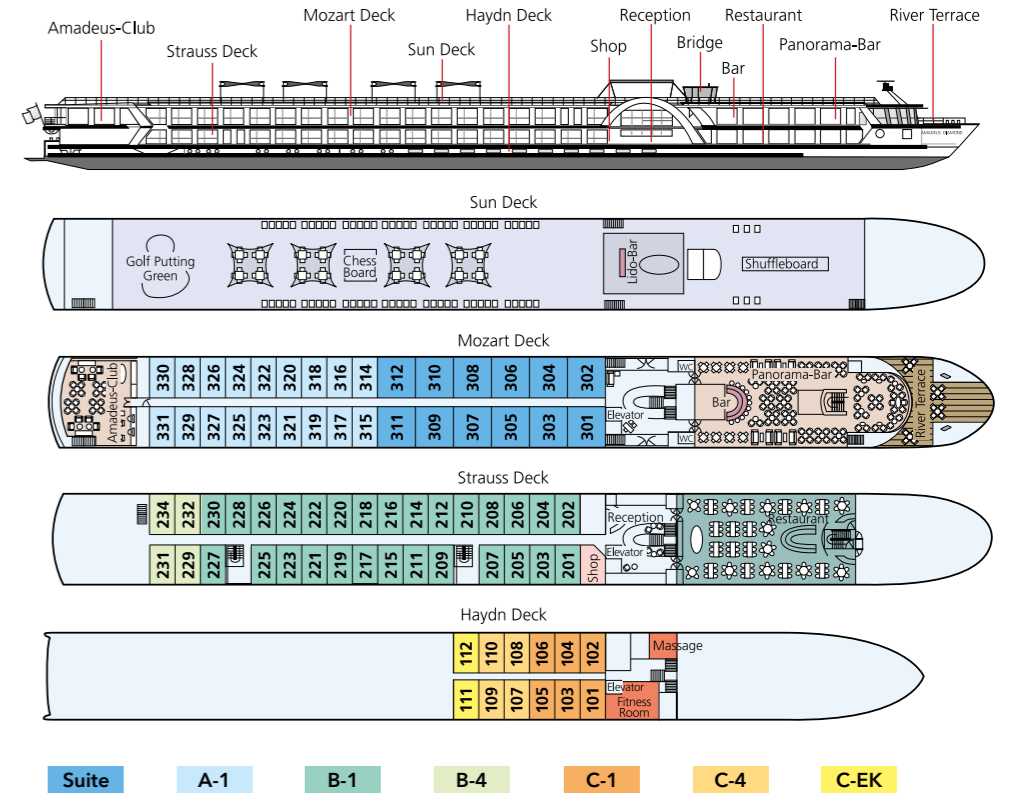 Amadeus-Club
Strauss Deck
Mozart Deck
Sun Deck
Haydn Deck
Shop
Reception
Bridge
Restaurant
Bar
Panorama-Bar
River Terrace
AMADEUS DIAMOND
Sun Deck
Golf Putting
Green
Chess
Board
Lido-Bar
Shuffleboard
Mozart Deck
Amadeus-Club
330 328 326 324 322 320 318 316 314 312 310 308 306 304 302
331 329 327 325 323 321 319 317 315 311 309 307 305 303 301
Elevator
WC
WC
Bar
Panorama-Bar
River Terrace
Strauss Deck
234 232 230 228 226 224 222 220 218 216 214 212 210 208 206 204 202
231 229 227 225 223 221 219 217 215 211 209 207 205 203 201
Shop
Reception
Elevator
Restaurant
Haydn Deck
112 110 108 106 104 102
111 109 107 105 103 101
Massage
Elevator
Fitness
Room
Suite A-1 B-1 B-4 C-1 C-4 C-EK